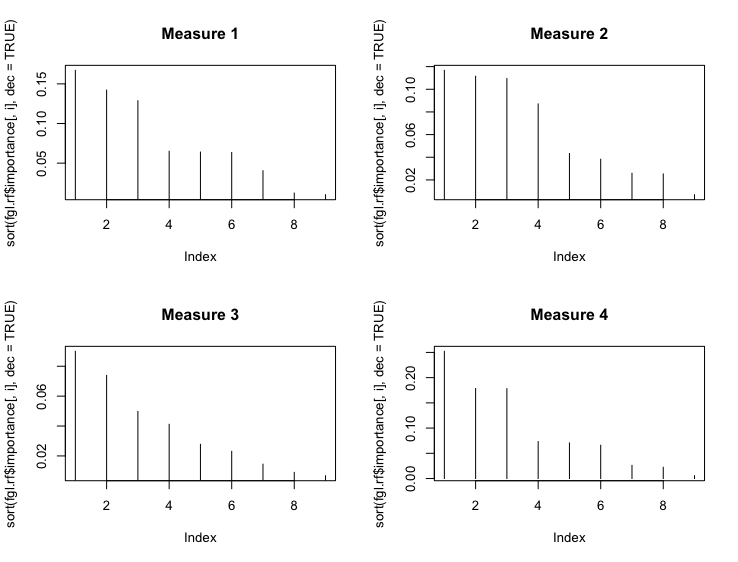 Measure 1
sort(fgl.rf$importance[, i], dec = TRUE)
0.15
0.10
0.05
2 4 6 8
Index
Measure 2
sort(fgl.rf$importance[, i], dec = TRUE)
0.10
0.06
0.02
2 4 6 8
Index
Measure 3
sort(fgl.rf$importance[, i], dec = TRUE)
0.06
0.02
2 4 6 8
Index
Measure 4
sort(fgl.rf$importance[, i], dec = TRUE)
0.20
0.10
0.00
2 4 6 8
Index